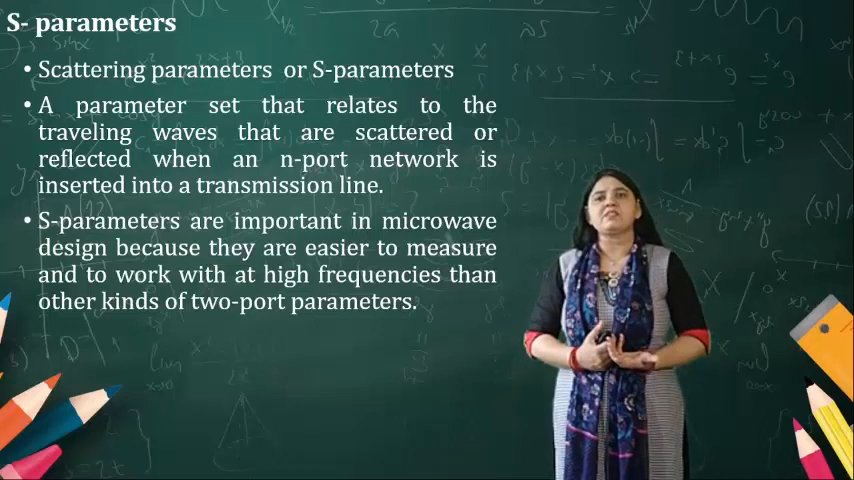 S- parameters
• Scattering parameters or S-parameters
• A parameter set that relates to the
traveling waves that are scattered or
reflected when an n-port network is
inserted into a transmission line.
• S-parameters are important in microwave
design because they are easier to measure
and to work with at high frequencies than
other kinds of two-port parameters.